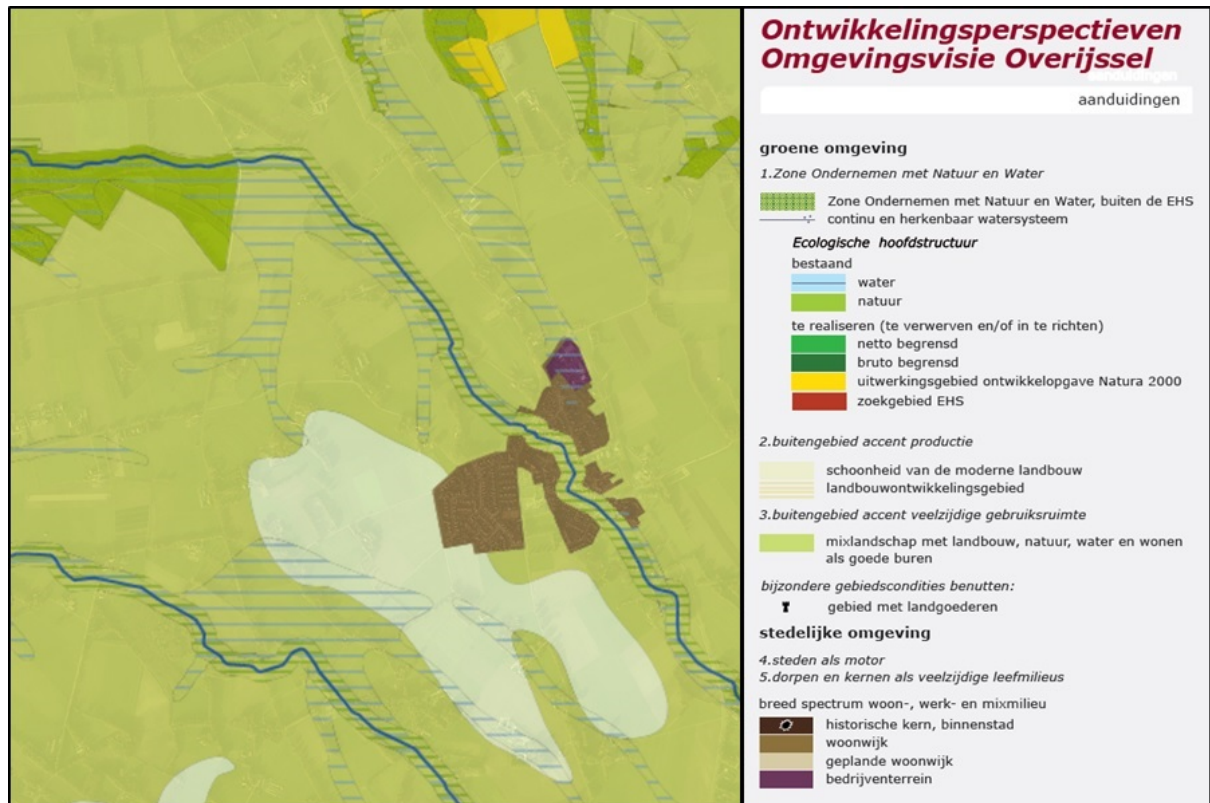 Ontwikkelingsperspectieven
Omgevingsvisie Overijssel
aanduidingen
aanduidingen
groene omgeving
1.Zone Ondernemen met Natuur en Water
Zone Ondernemen met Natuur en Water, buiten de EHS
continu en herkenbaar watersysteem
Ecologische hoofdstructuur
bestaand
water
natuur
te realiseren (te verwerven en/of in te richten)
netto begrensd
bruto begrensd
uitwerkingsgebied ontwikkelopgave Natura 2000
zoekgebied EHS
2.buitengebied accent productie
schoonheid van de moderne landbouw
landbouwontwikkelingsgebied
3.buitengebied accent veelzijdige gebruiksruimte
mixlandschap met landbouw, natuur, water en wonen
als goede buren
bijzondere gebiedscondities benutten:
gebied met landgoederen
stedelijke omgeving
4.steden als motor
5.dorpen en kernen als veelzijdige leefmilieus
breed spectrum woon-, werk- en mixmilieu
historische kern, binnenstad
woonwijk
geplande woonwijk
bedrijventerrein